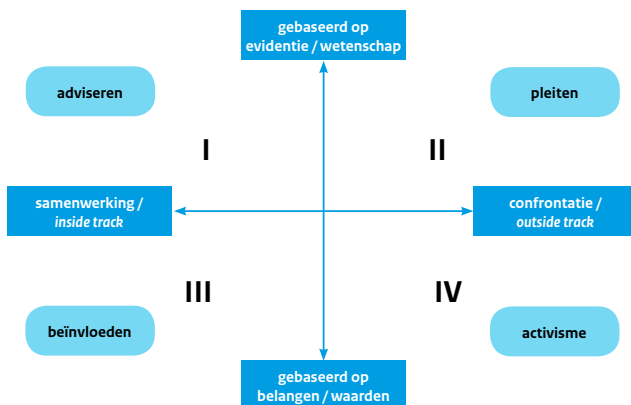 gebaseerd op
evidentie / wetenschap
adviseren
pleiten
I
II
samenwerking /
inside track
confrontatie /
outside track
III
IV
beïnvloeden
activisme
gebaseerd op
belangen / waarden